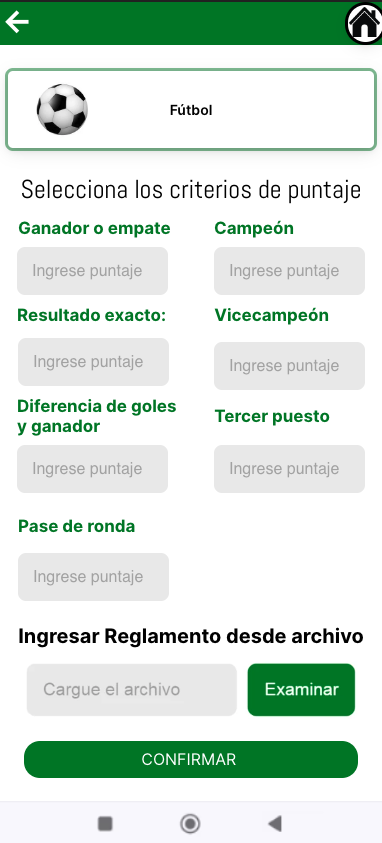 Fútbol
Selecciona los criterios de puntaje
Ganador o empate
Campeón
Ingrese puntaje
Ingrese puntaje
Resultado exacto:
Vicecampeón
Ingrese puntaje
Ingrese puntaje
Diferencia de goles
y ganador
Tercer puesto
Ingrese puntaje
Ingrese puntaje
Pase de ronda
Ingrese puntaje
Ingresar Reglamento desde archivo
Cargue el archivo
Examinar
CONFIRMAR